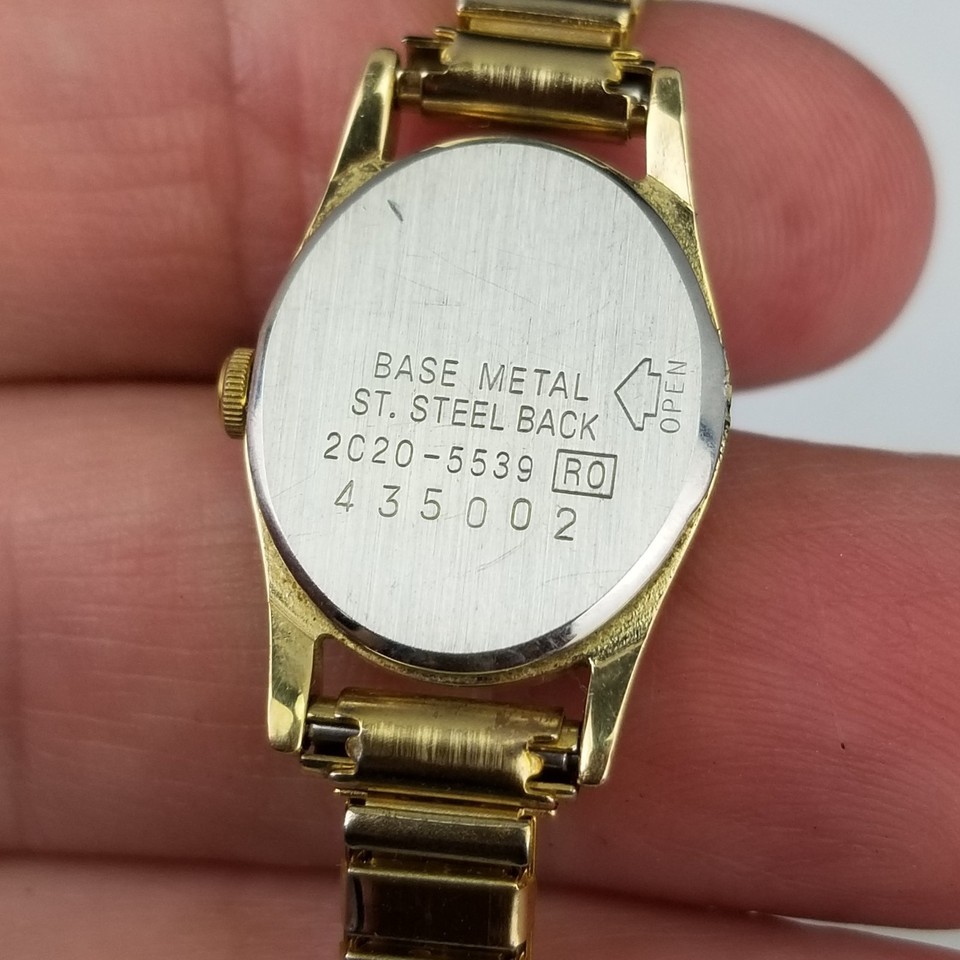 BASE METAL
ST. STEEL BACK
2C20-5539 RO
435002
OPEN